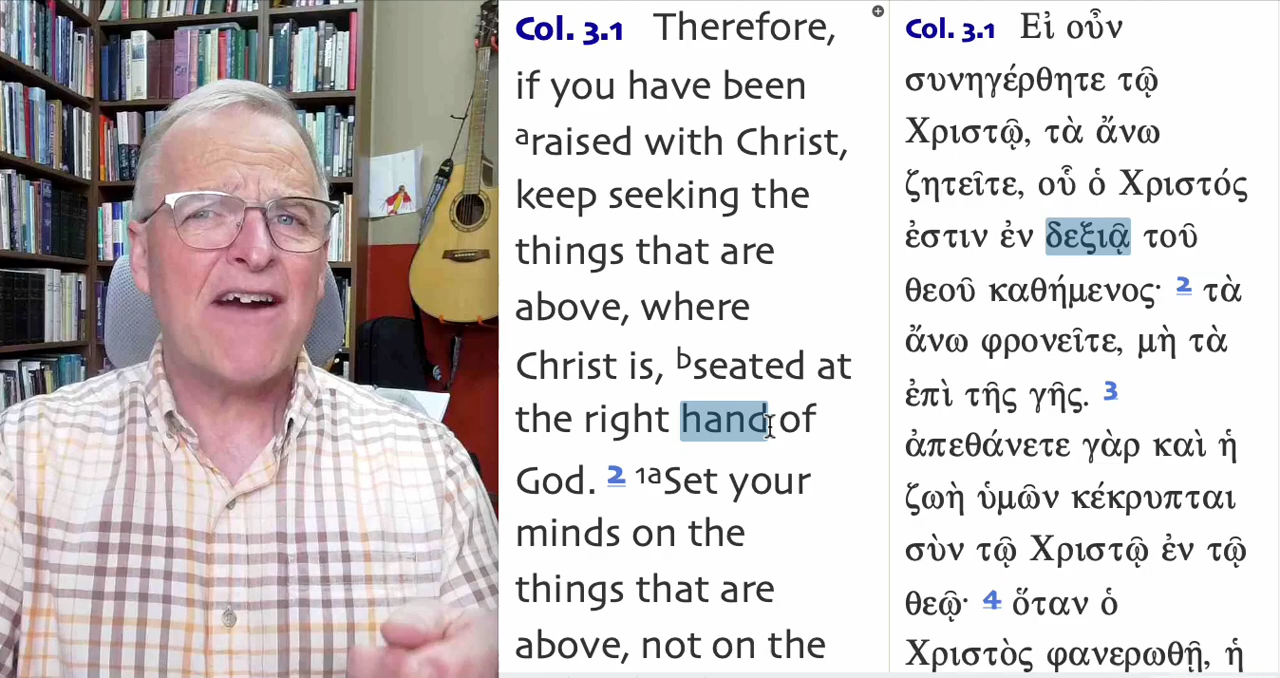 Col. 3.1 Therefore,
if you have been
ᵃraised with Christ,
keep seeking the
things that are
above, where
Christ is, ᵇseated at
the right hand of
God. 2 ¹ᵃSet your
minds on the
things that are
above, not on the
Col. 3.1 Εἰ οὖν
συνηγέρθητε τῷ
Χριστῷ, τὰ ἄνω
ζητεῖτε, οὗ ὁ Χριστός
ἐστιν ἐν δεξιᾷ τοῦ
θεοῦ καθήμενος· 2 τὰ
ἄνω φρονεῖτε, μὴ τὰ
ἐπὶ τῆς γῆς. 3
ἀπεθάνετε γὰρ καὶ ἡ
ζωὴ ὑμῶν κέκρυπται
σὺν τῷ Χριστῷ ἐν τῷ
θεῷ· 4 ὅταν ὁ
Χριστὸς φανερωθῇ, ἡ